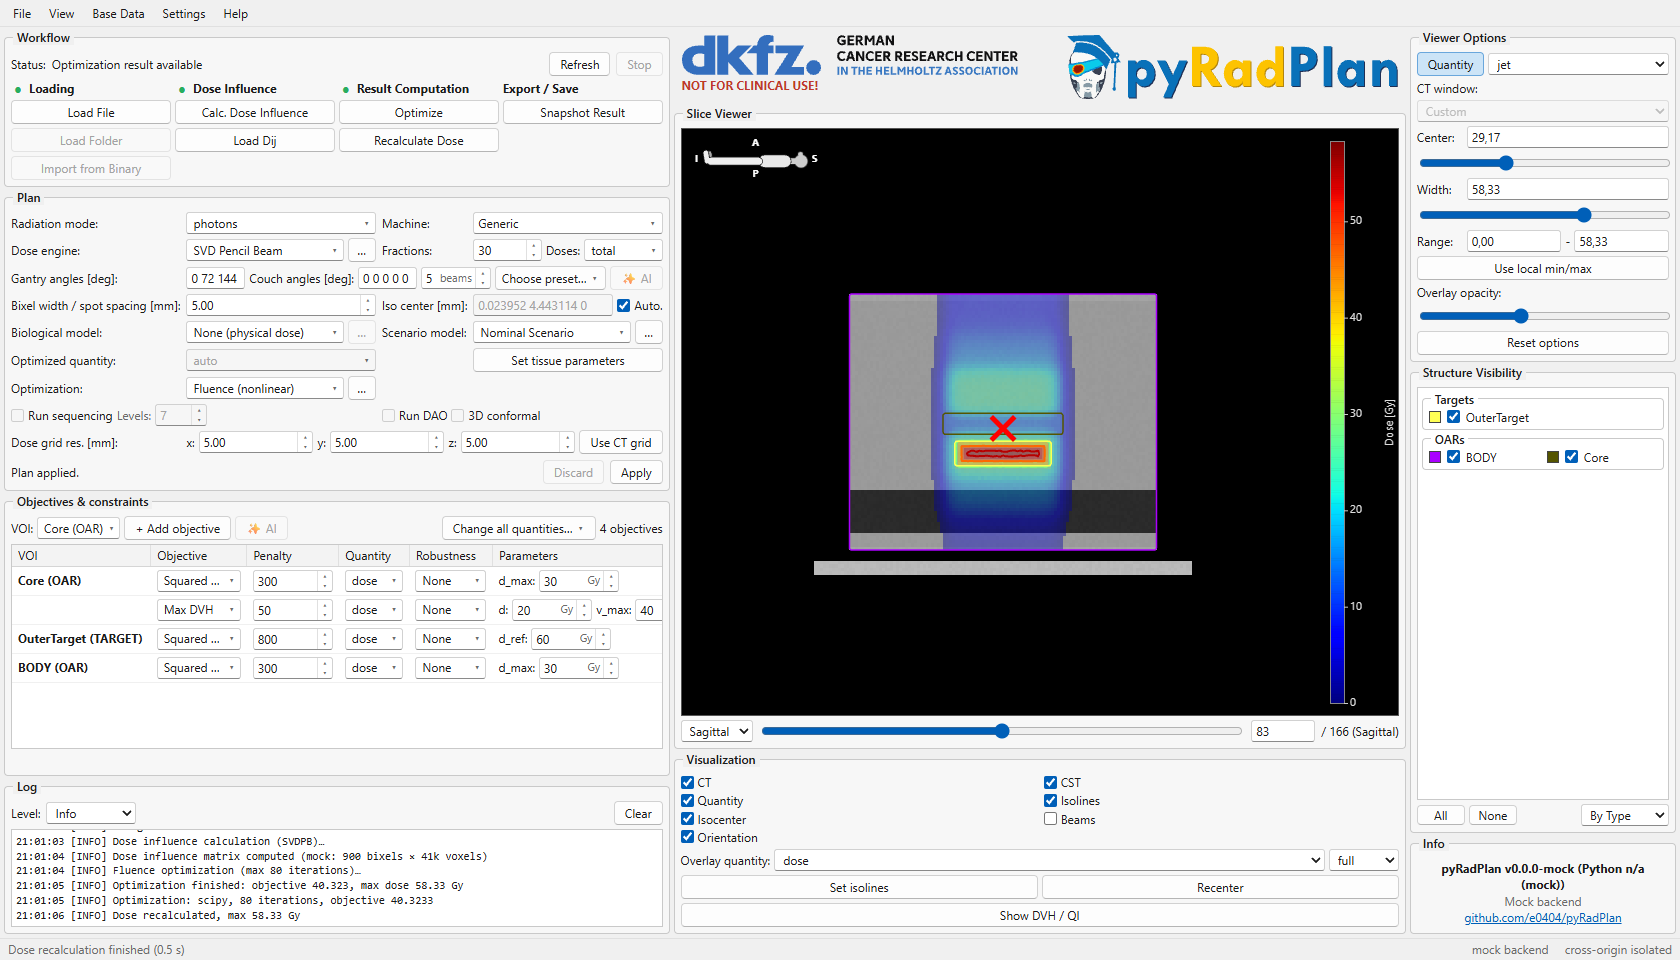 File View Base Data Settings Help
Workflow
Status: Optimization result available
Refresh Stop
Loading Dose Influence Result Computation Export / Save
Load File Calc. Dose Influence Optimize Snapshot Result
Load Folder Load Dij Recalculate Dose
Import from Binary
Plan
Radiation mode: photons Machine: Generic
Dose engine: SVD Pencil Beam ... Fractions: 30 Doses: total
Gantry angles [deg]: 0 72 144 Couch angles [deg]: 0 0 0 0 0 5 beams Choose preset... AI
Bixel width / spot spacing [mm]: 5.00 Iso center [mm]: 0.023952 4.443114 0 Auto.
Biological model: None (physical dose) ... Scenario model: Nominal Scenario ...
Optimized quantity: auto Set tissue parameters
Optimization: Fluence (nonlinear) ...
Run sequencing Levels: 7 Run DAO 3D conformal
Dose grid res. [mm]: x: 5.00 y: 5.00 z: 5.00 Use CT grid
Plan applied. Discard Apply
Objectives & constraints
VOI: Core (OAR) + Add objective AI Change all quantities... 4 objectives
VOI Objective Penalty Quantity Robustness Parameters
Core (OAR) Squared ... 300 dose None d_max: 30 Gy
Max DVH 50 dose None d: 20 Gy v_max: 40
OuterTarget (TARGET) Squared ... 800 dose None d_ref: 60 Gy
BODY (OAR) Squared ... 300 dose None d_max: 30 Gy
Log
Level: Info Clear
21:01:03 [INFO] Dose influence calculation (SVDPB)…
21:01:04 [INFO] Dose influence matrix computed (mock: 900 bixels × 41k voxels)
21:01:04 [INFO] Fluence optimization (max 80 iterations)…
21:01:05 [INFO] Optimization finished: objective 40.323, max dose 58.33 Gy
21:01:05 [INFO] Optimization: scipy, 80 iterations, objective 40.3233
21:01:06 [INFO] Dose recalculated, max 58.33 Gy
dkfz.
GERMAN
CANCER RESEARCH CENTER
IN THE HELMHOLTZ ASSOCIATION
NOT FOR CLINICAL USE!
pyRadPlan
Slice Viewer
A
I S
P
50
40
30
20
10
0
Dose [Gy]
Sagittal 83 / 166 (Sagittal)
Visualization
CT CST
Quantity Isolines
Isocenter Beams
Orientation
Overlay quantity: dose full
Set isolines Recenter
Show DVH / QI
Viewer Options
Quantity jet
CT window:
Custom
Center: 29,17
Width: 58,33
Range: 0,00 - 58,33
Use local min/max
Overlay opacity:
Reset options
Structure Visibility
Targets
OuterTarget
OARs
BODY Core
All None By Type
Info
pyRadPlan v0.0.0-mock (Python n/a
(mock))
Mock backend
github.com/e0404/pyRadPlan
Dose recalculation finished (0.5 s) mock backend cross-origin isolated